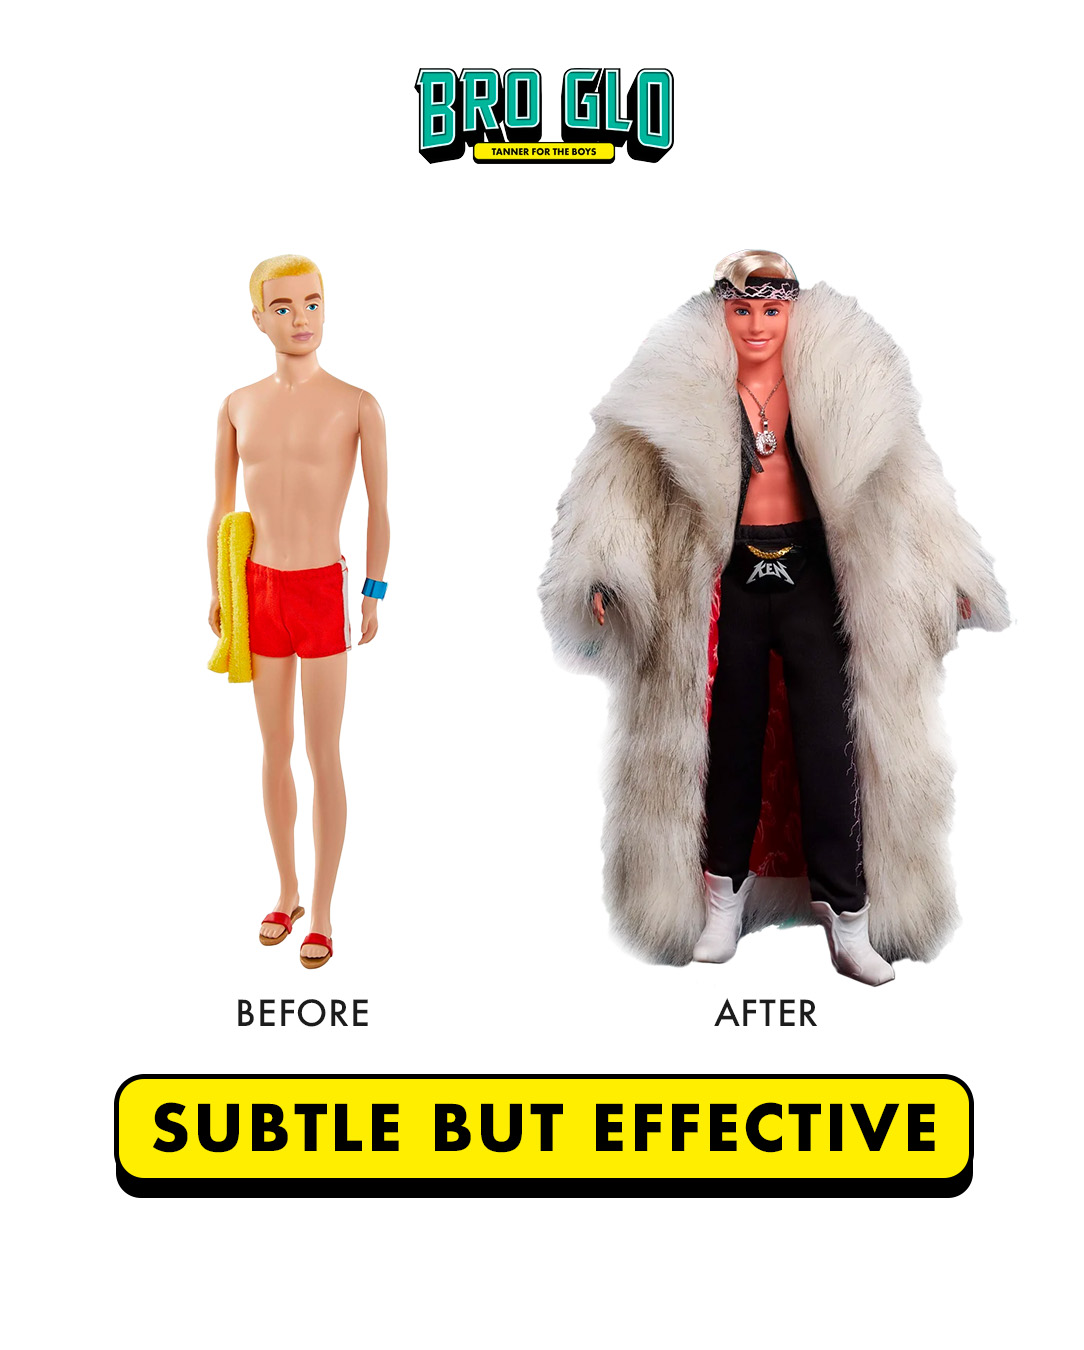 BRO GLO
TANNER FOR THE BOYS
KEN
BEFORE
AFTER
SUBTLE BUT EFFECTIVE